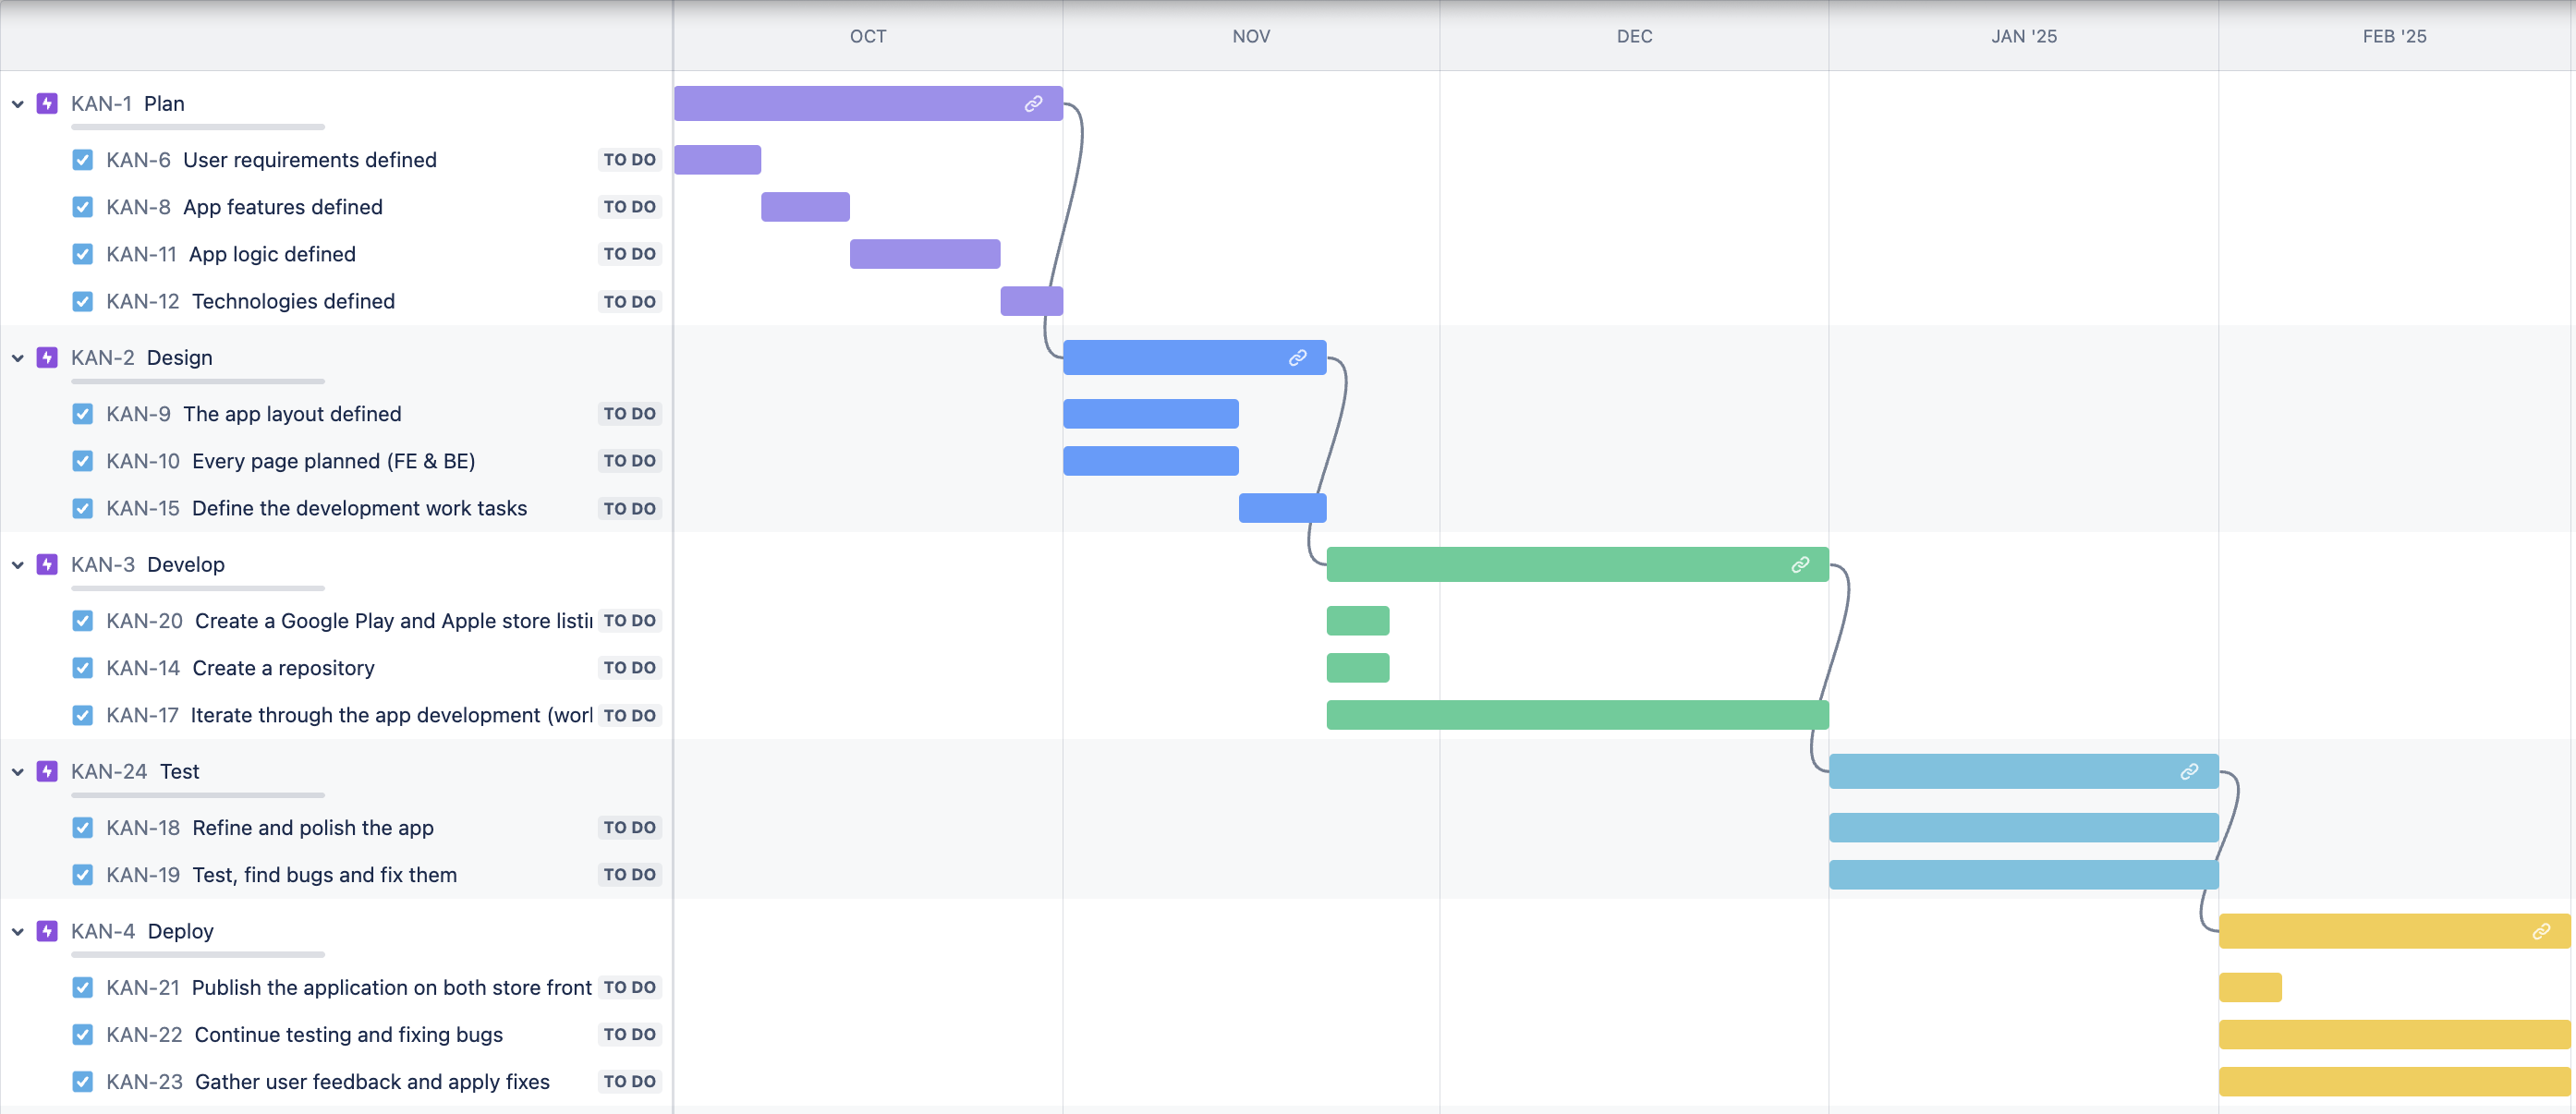 OCT NOV DEC JAN '25 FEB '25
KAN-1 Plan
KAN-6 User requirements defined TO DO
KAN-8 App features defined TO DO
KAN-11 App logic defined TO DO
KAN-12 Technologies defined TO DO
KAN-2 Design
KAN-9 The app layout defined TO DO
KAN-10 Every page planned (FE & BE) TO DO
KAN-15 Define the development work tasks TO DO
KAN-3 Develop
KAN-20 Create a Google Play and Apple store listi TO DO
KAN-14 Create a repository TO DO
KAN-17 Iterate through the app development (worl TO DO
KAN-24 Test
KAN-18 Refine and polish the app TO DO
KAN-19 Test, find bugs and fix them TO DO
KAN-4 Deploy
KAN-21 Publish the application on both store front TO DO
KAN-22 Continue testing and fixing bugs TO DO
KAN-23 Gather user feedback and apply fixes TO DO